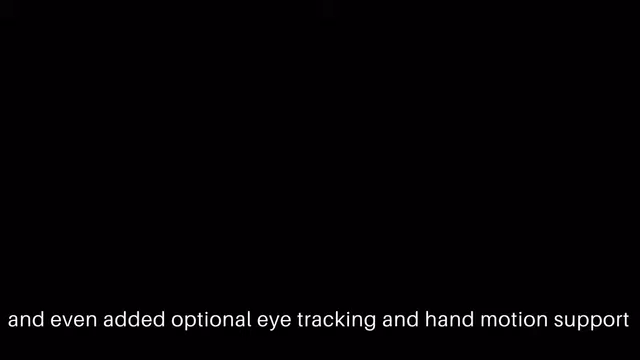 and even added optional eye tracking and hand motion support